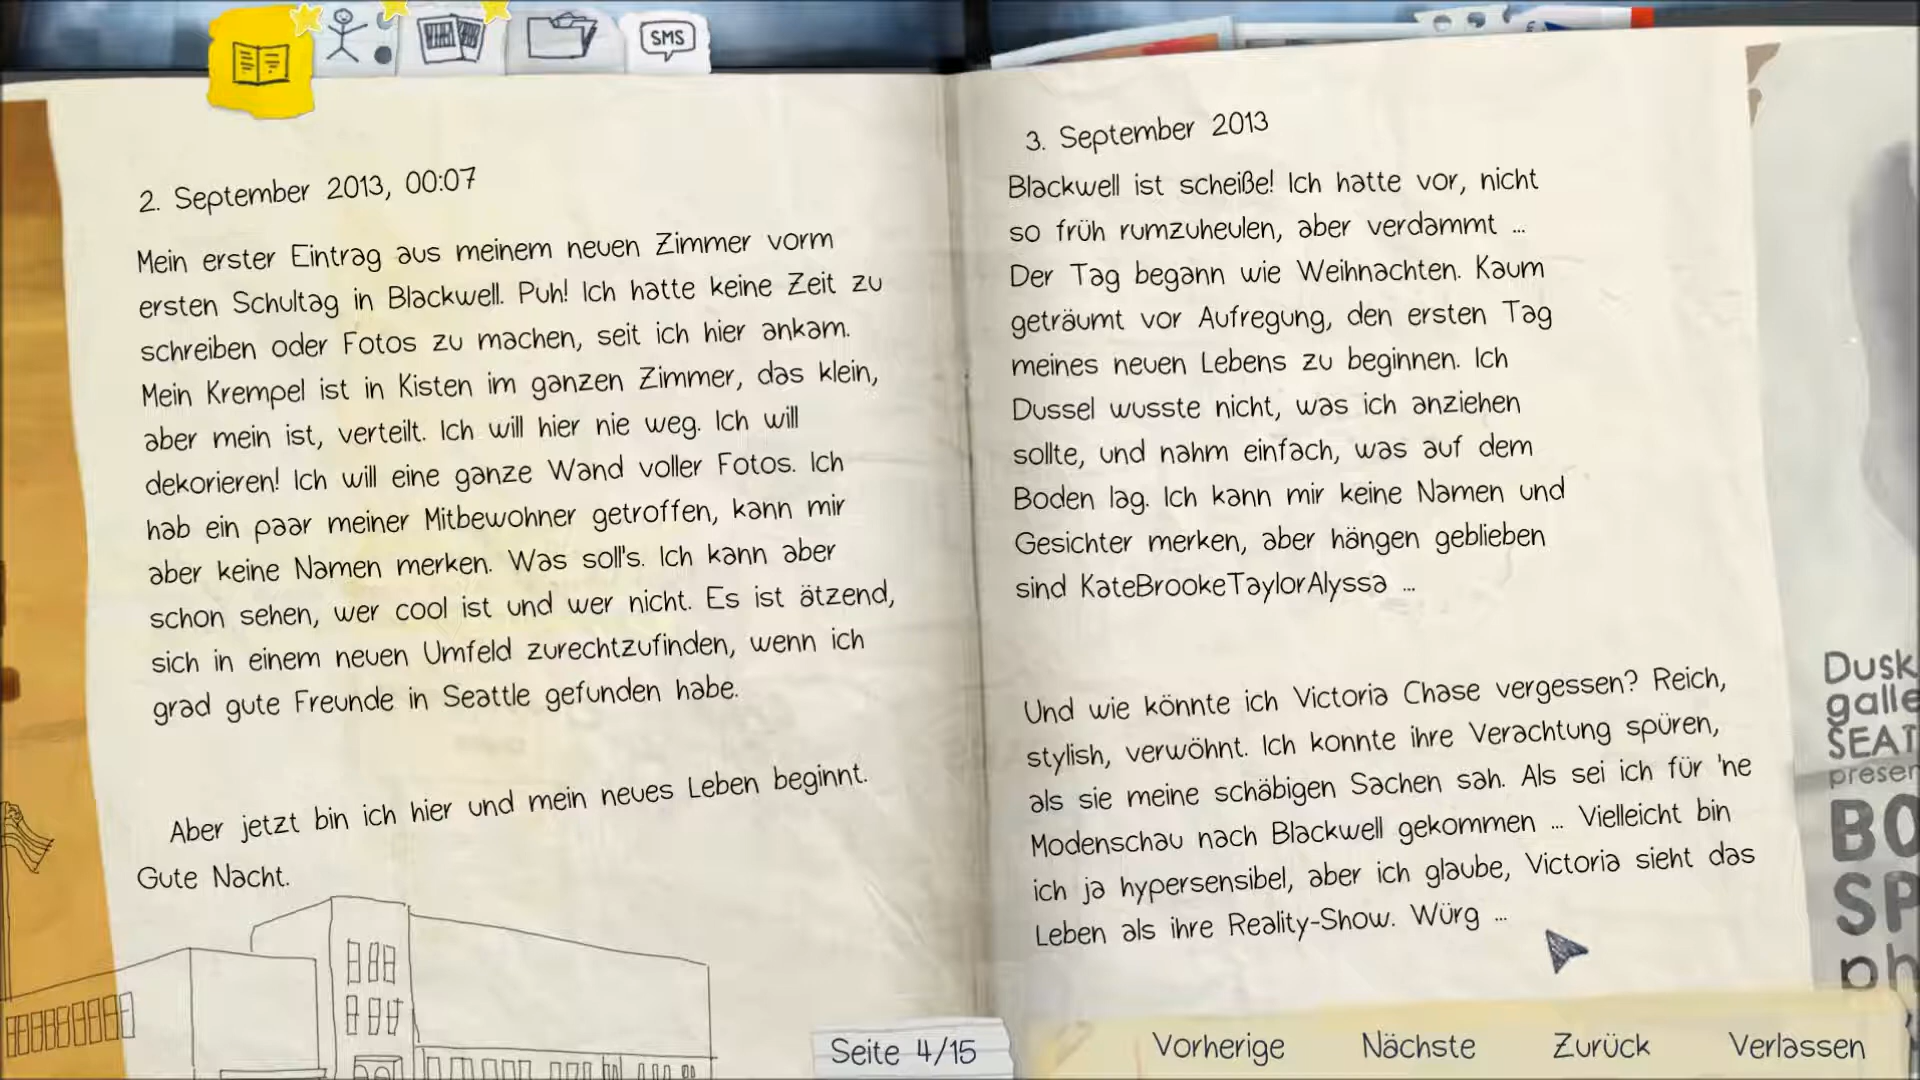 SMS
2. September 2013, 00:07
Mein erster Eintrag aus meinem neuen Zimmer vorm
ersten Schultag in Blackwell. Puh! Ich hatte keine Zeit zu
schreiben oder Fotos zu machen, seit ich hier ankam.
Mein Krempel ist in Kisten im ganzen Zimmer, das klein,
aber mein ist, verteilt. Ich will hier nie weg. Ich will
dekorieren! Ich will eine ganze Wand voller Fotos. Ich
hab ein paar meiner Mitbewohner getroffen, kann mir
aber keine Namen merken. Was soll's. Ich kann aber
schon sehen, wer cool ist und wer nicht. Es ist ätzend,
sich in einem neuen Umfeld zurechtzufinden, wenn ich
grad gute Freunde in Seattle gefunden habe.
Aber jetzt bin ich hier und mein neues Leben beginnt.
Gute Nacht.
3. September 2013
Blackwell ist scheiße! Ich hatte vor, nicht
so früh rumzuheulen, aber verdammt ...
Der Tag begann wie Weihnachten. Kaum
geträumt vor Aufregung, den ersten Tag
meines neuen Lebens zu beginnen. Ich
Dussel wusste nicht, was ich anziehen
sollte, und nahm einfach, was auf dem
Boden lag. Ich kann mir keine Namen und
Gesichter merken, aber hängen geblieben
sind KateBrookeTaylorAlyssa ...
Und wie könnte ich Victoria Chase vergessen? Reich,
stylish, verwöhnt. Ich konnte ihre Verachtung spüren,
als sie meine schäbigen Sachen sah. Als sei ich für 'ne
Modenschau nach Blackwell gekommen ... Vielleicht bin
ich ja hypersensibel, aber ich glaube, Victoria sieht das
Leben als ihre Reality-Show. Würg ...
Dusk
galle
SEAT
presen
BO
SP
ph
Seite 4/15
Vorherige
Nächste
Zurück
Verlassen